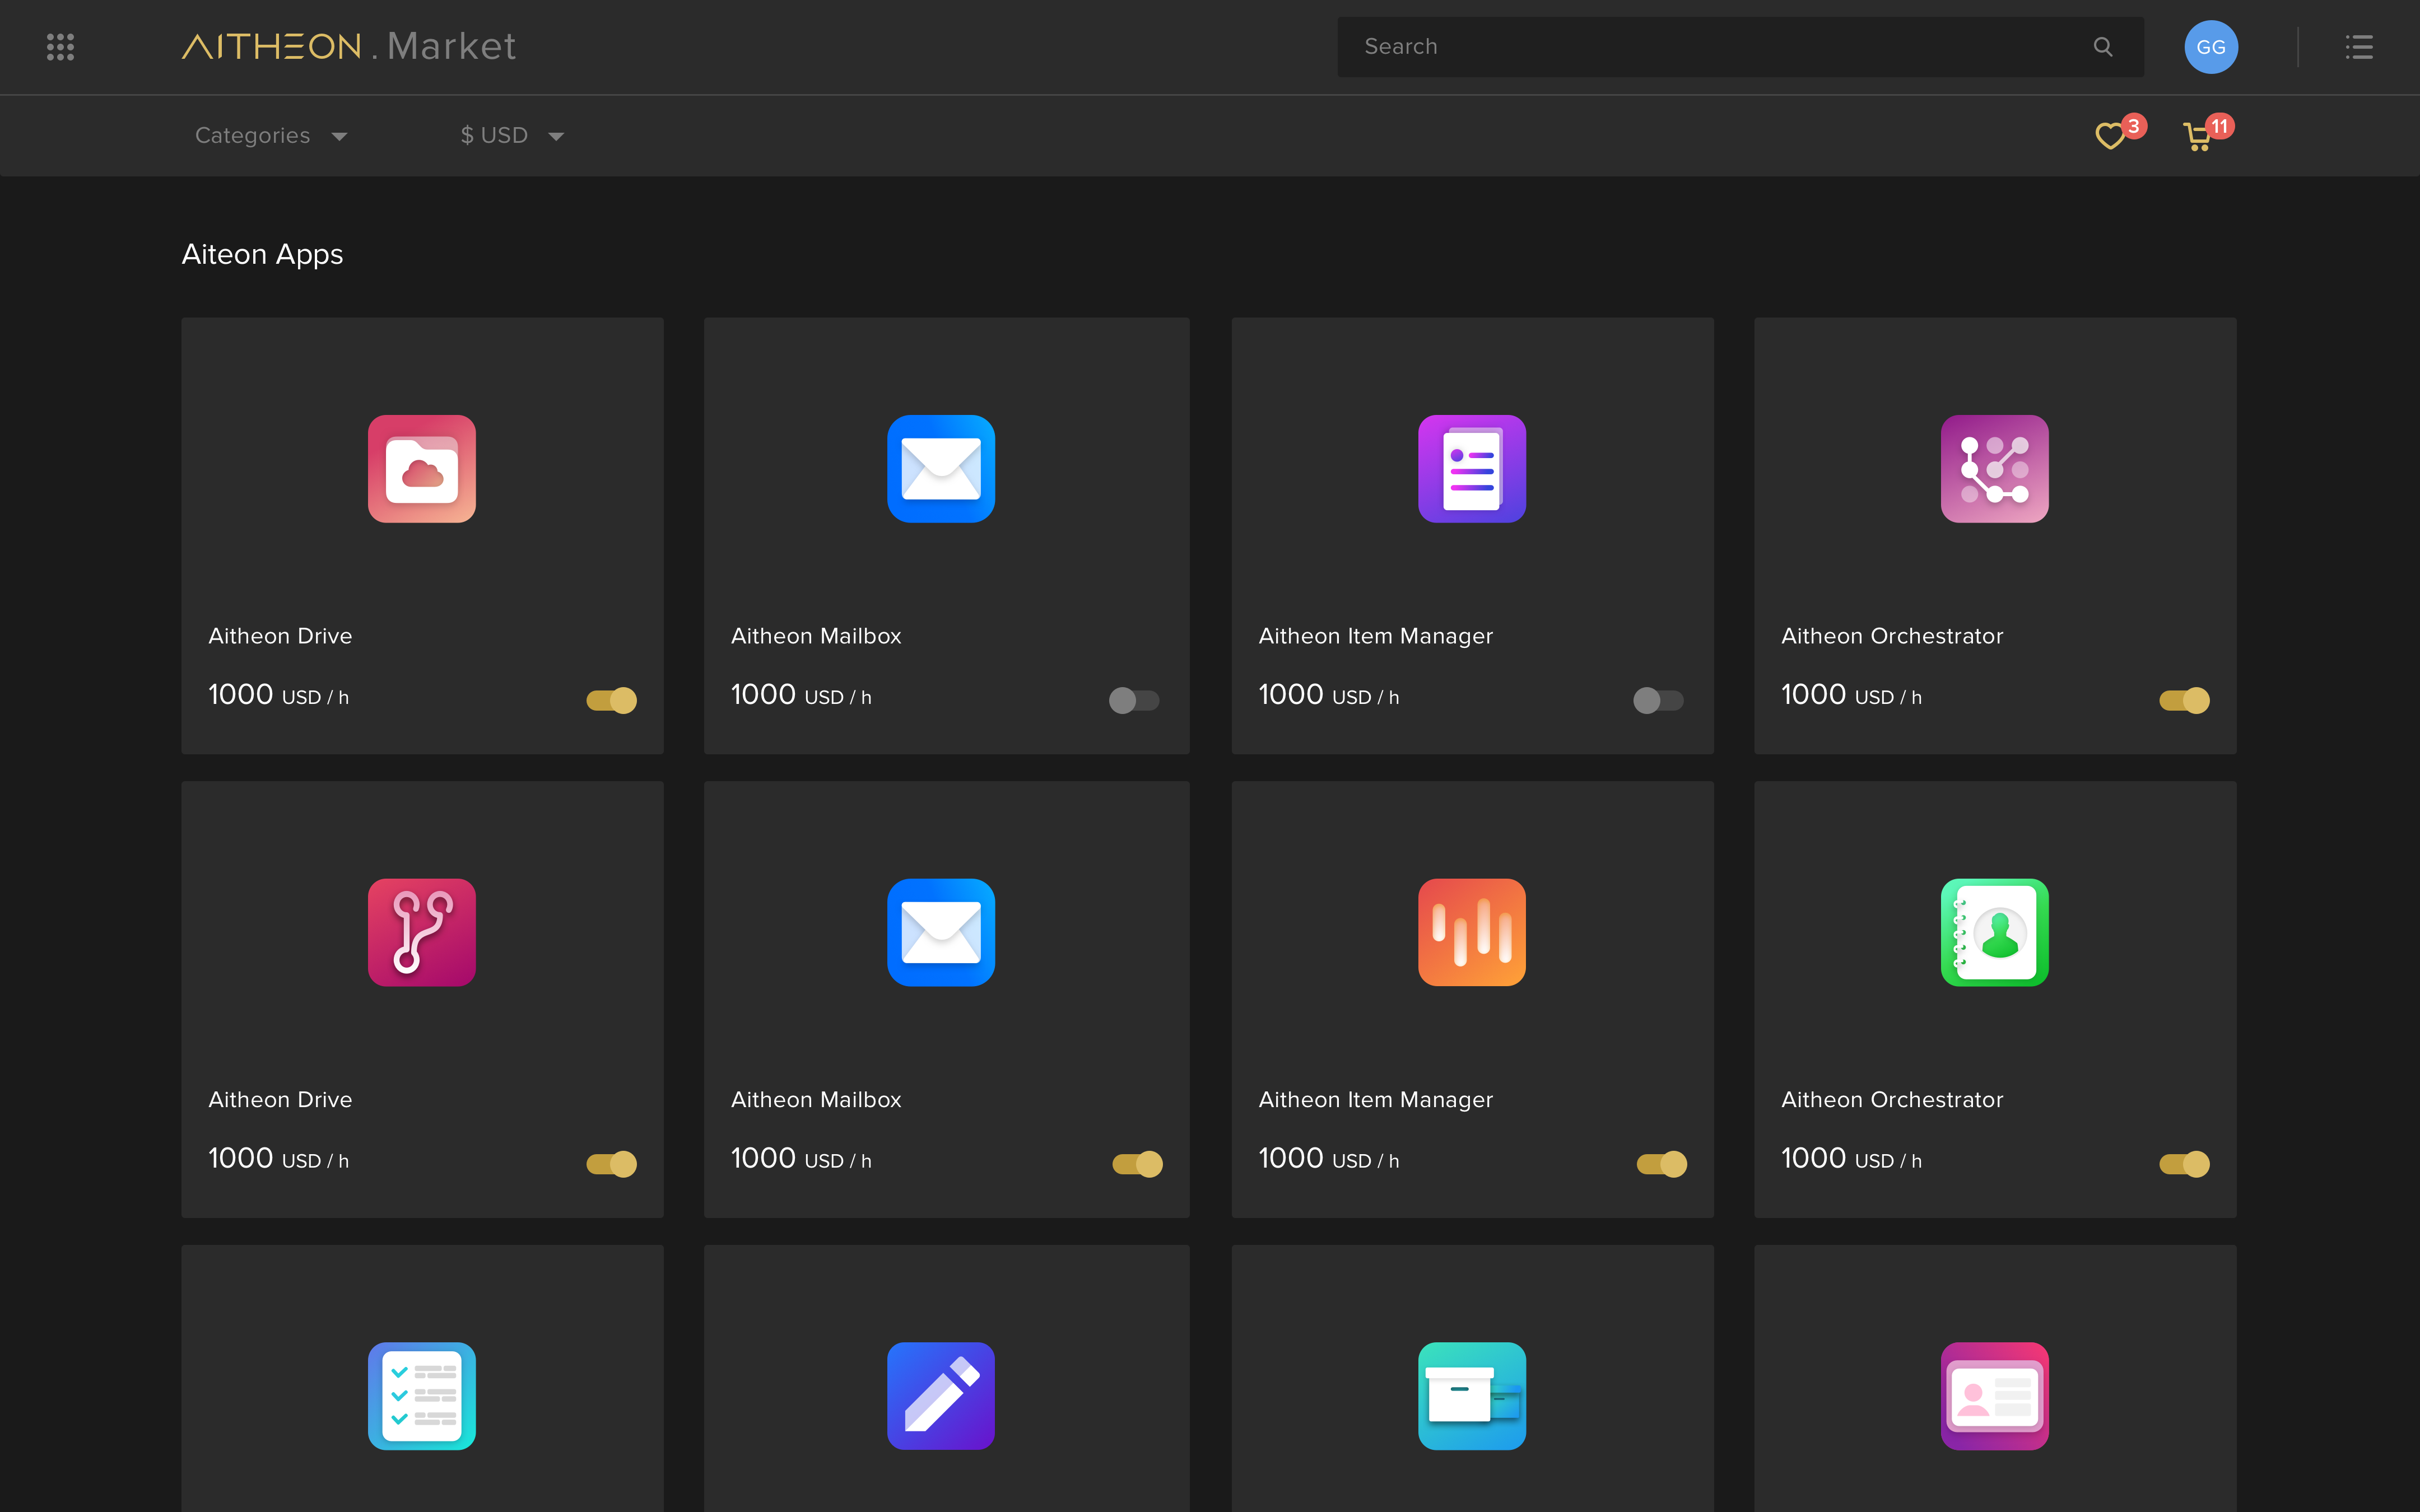 AITHEON . Market
Search
GG
Categories
$ USD
3
11
Aiteon Apps
Aitheon Drive
1000 USD / h
Aitheon Mailbox
1000 USD / h
Aitheon Item Manager
1000 USD / h
Aitheon Orchestrator
1000 USD / h
Aitheon Drive
1000 USD / h
Aitheon Mailbox
1000 USD / h
Aitheon Item Manager
1000 USD / h
Aitheon Orchestrator
1000 USD / h